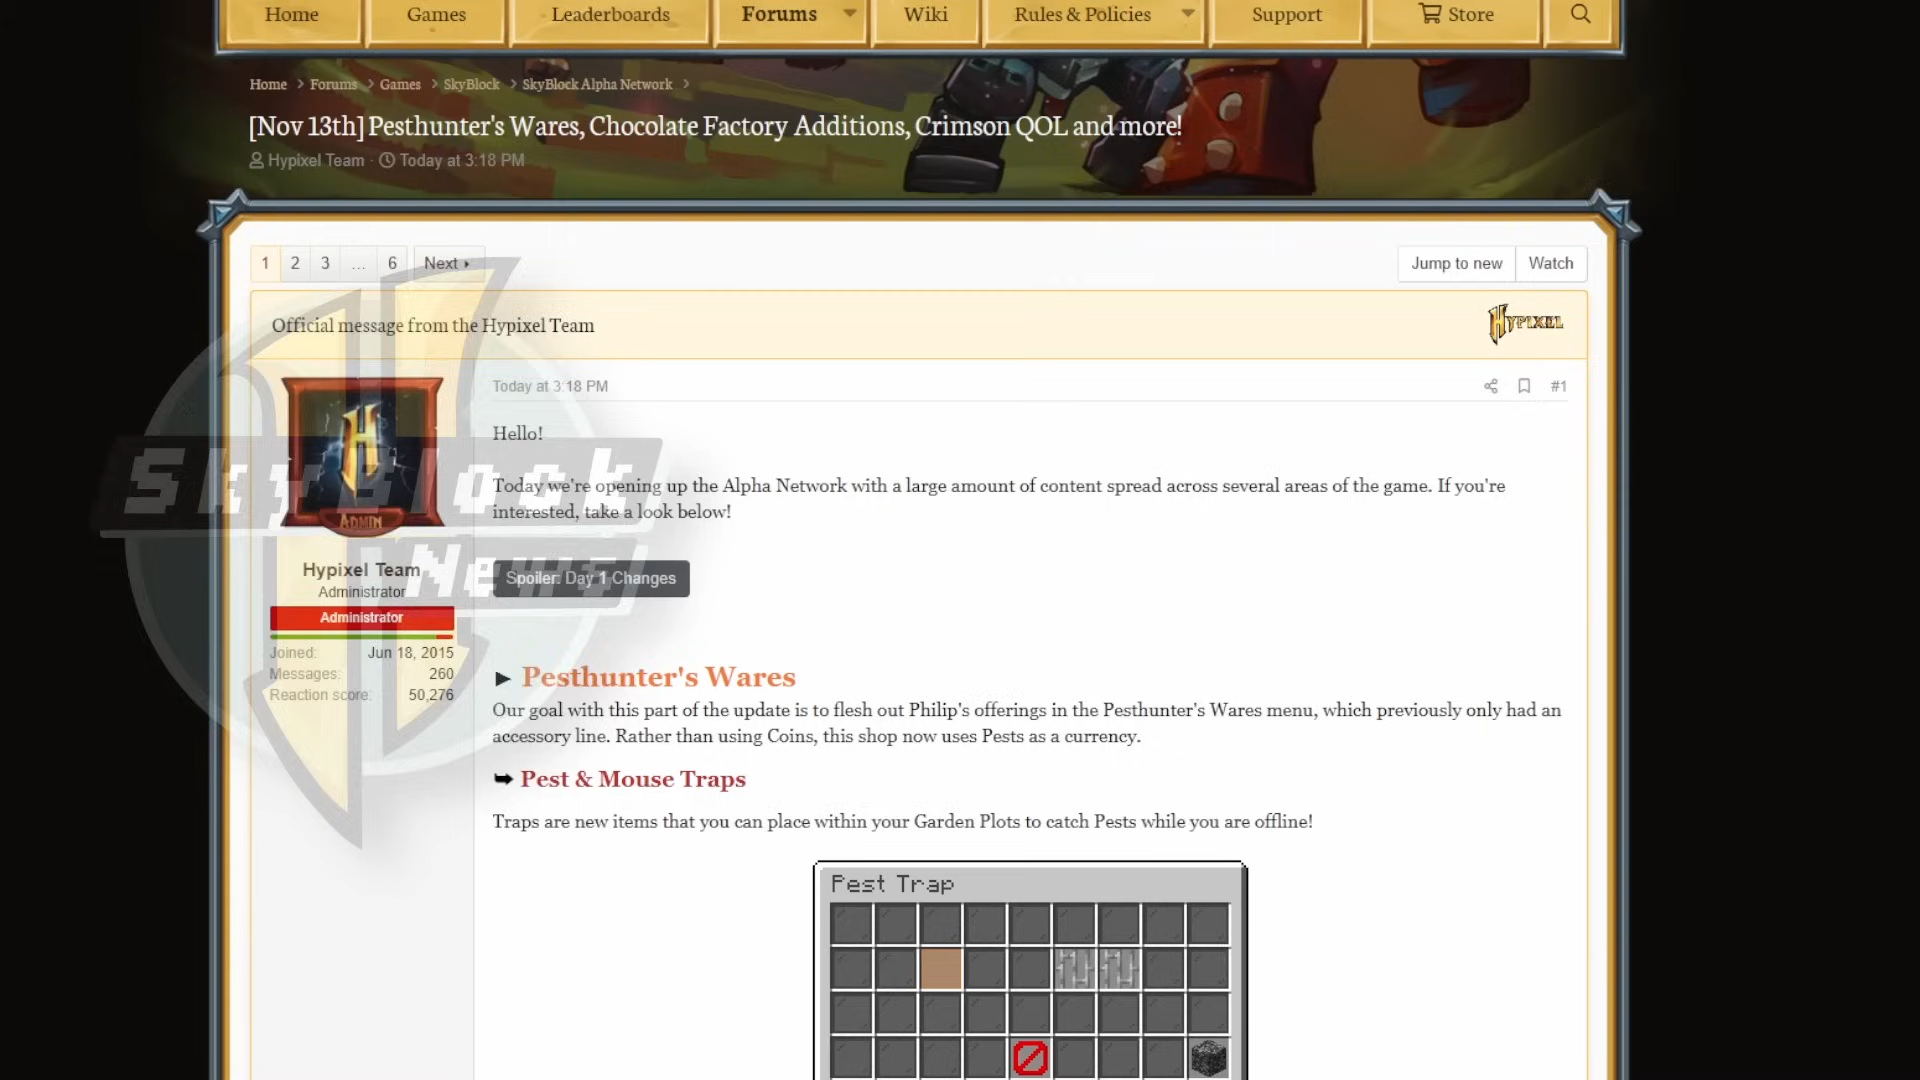 Home Games Leaderboards Forums Wiki Rules & Policies Support Store
Home > Forums > Games > SkyBlock > SkyBlock Alpha Network >
[Nov 13th] Pesthunter's Wares, Chocolate Factory Additions, Crimson QOL and more!
Hypixel Team · Today at 3:18 PM
1 2 3 ... 6 Next
Jump to new Watch
Official message from the Hypixel Team
HYPIXEL
Today at 3:18 PM #1
Hello!
SkyBlock
Today we're opening up the Alpha Network with a large amount of content spread across several areas of the game. If you're
interested, take a look below!
ADMIN
News!
Hypixel Team
Administrator
Administrator
Joined: Jun 18, 2015
Messages: 260
Reaction score: 50,276
Spoiler: Day 1 Changes
► Pesthunter's Wares
Our goal with this part of the update is to flesh out Philip's offerings in the Pesthunter's Wares menu, which previously only had an
accessory line. Rather than using Coins, this shop now uses Pests as a currency.
➥ Pest & Mouse Traps
Traps are new items that you can place within your Garden Plots to catch Pests while you are offline!
Pest Trap